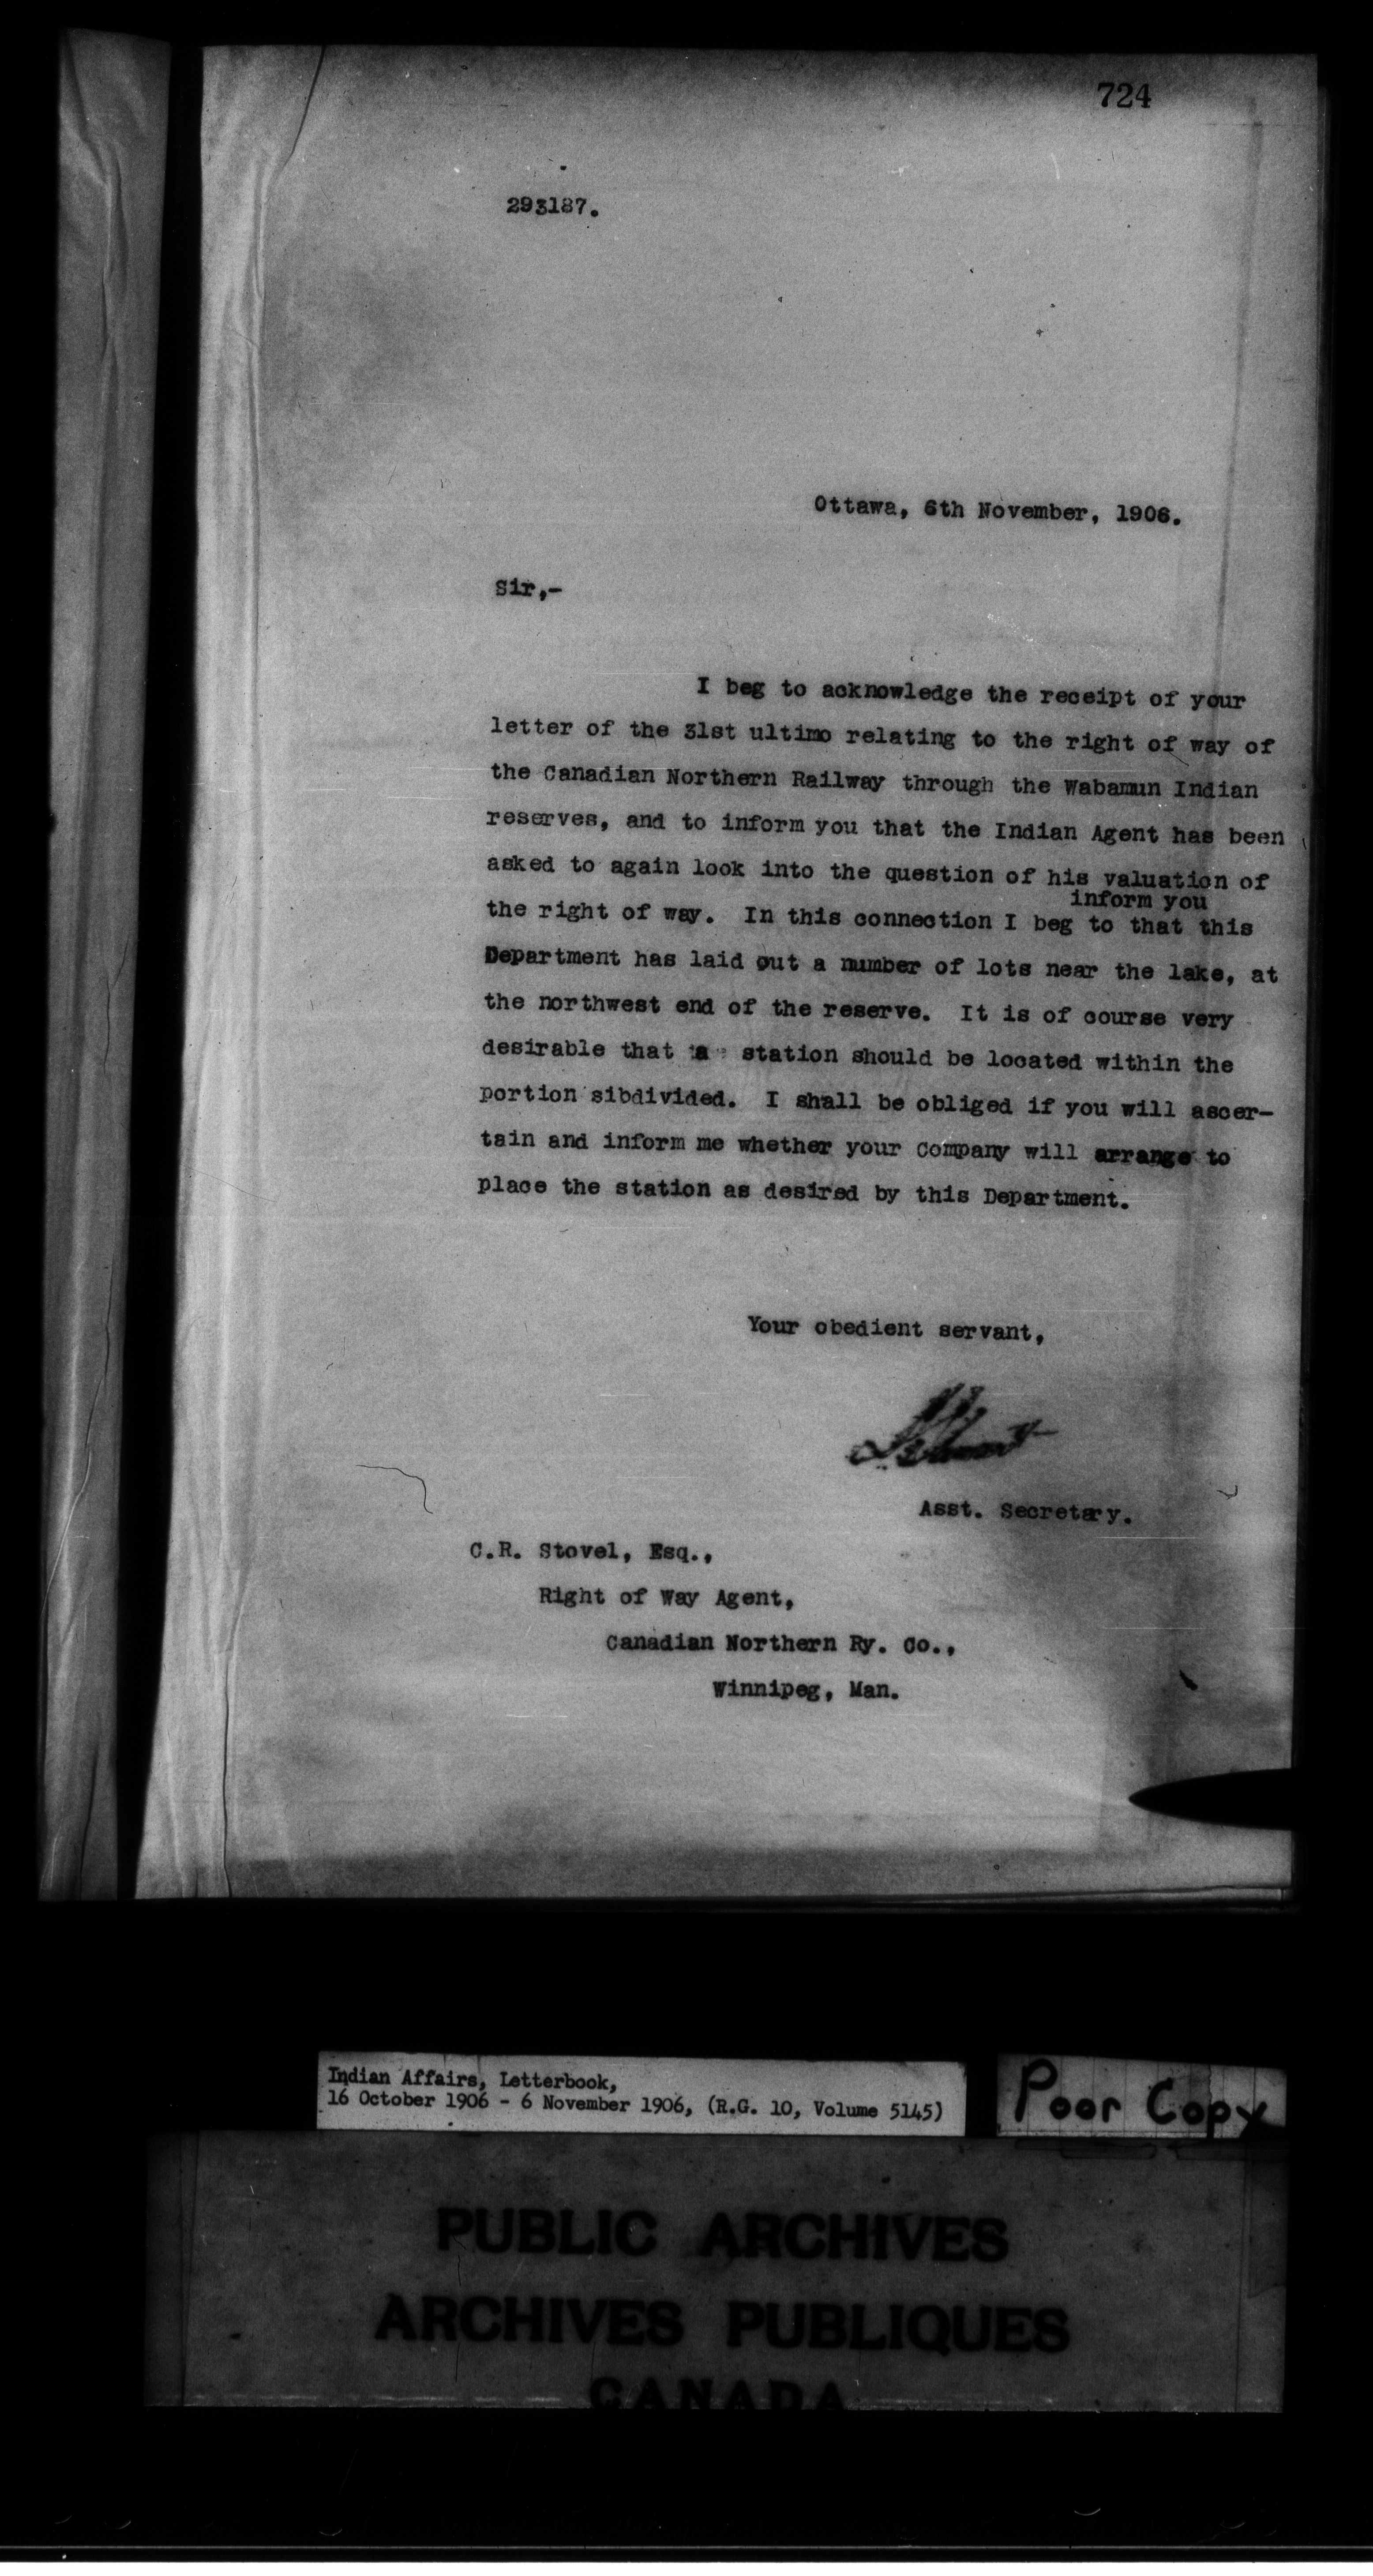 724
293187.
Ottawa, 6th November, 1906.
Sir,-
I beg to acknowledge the receipt of your
letter of the 31st ultimo relating to the right of way of
the Canadian Northern Railway through the Wabamun Indian
reserves, and to inform you that the Indian Agent has been
asked to again look into the question of his valuation of
inform you
the right of way. In this connection I beg to that this
Department has laid out a number of lots near the lake, at
the northwest end of the reserve. It is of course very
desirable that a station should be located within the
portion sibdivided. I shall be obliged if you will ascer-
tain and inform me whether your Company will arrange to
place the station as desired by this Department.
Your obedient servant,
Asst. Secretary.
C.R. Stovel, Esq.,
Right of Way Agent,
Canadian Northern Ry. Co.,
Winnipeg, Man.
Indian Affairs, Letterbook,
16 October 1906 - 6 November 1906, (R.G. 10, Volume 5145)
Poor Copy
PUBLIC ARCHIVES
ARCHIVES PUBLIQUES
CANADA